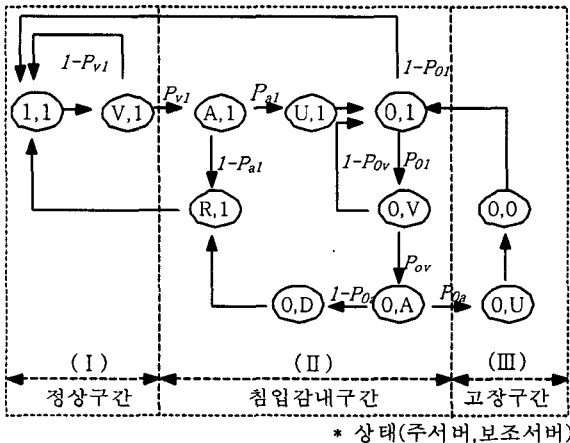 1-P01
1-Pv1
Pv1
Pa1
1,1
V,1
A,1
U,1
0,1
1-P0v
P01
1-Pa1
R,1
0,V
0,0
P0v
1-P0a
P0a
0,D
0,A
0,U
(Ⅰ)
(Ⅱ)
(Ⅲ)
정상구간
침입감내구간
고장구간
* 상태(주서버,보조서버)